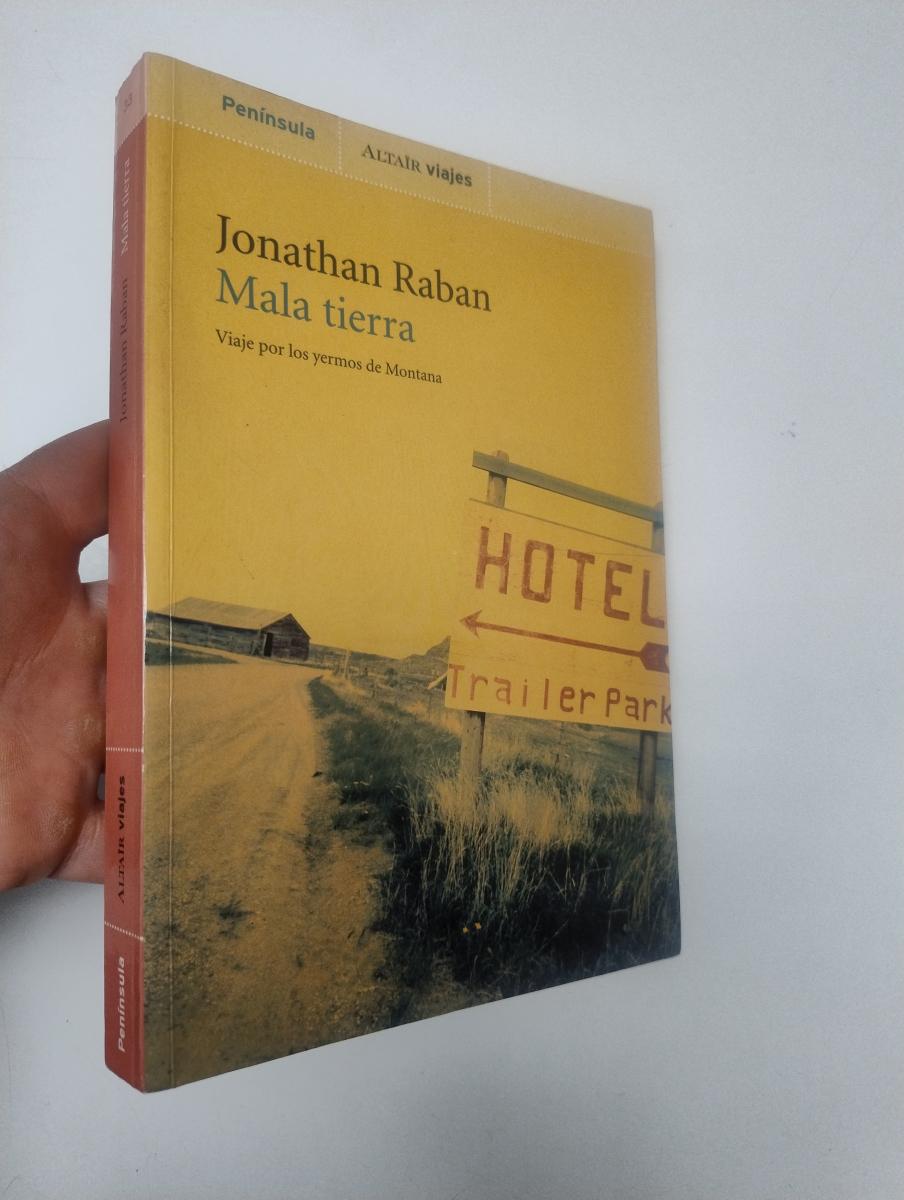 Península
ALTAÏR viajes
Jonathan Raban
Mala tierra
Viaje por los yermos de Montana
HOTEL
Trailer Park
33
Mala tierra
Jonathan Raban
ALTAÏR viajes
Península